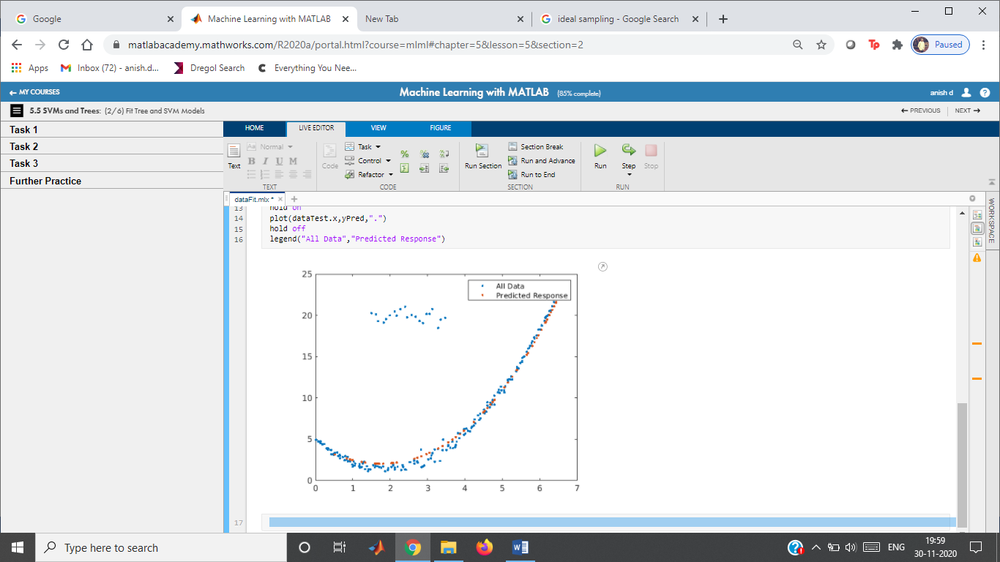 Google
Machine Learning with MATLAB
New Tab
ideal sampling - Google Search
matlabacademy.mathworks.com/R2020a/portal.html?course=mlml#chapter=5&lesson=5&section=2
Tp
Paused
Apps
Inbox (72) - anish.d...
Dregol Search
Everything You Nee...
← MY COURSES
Machine Learning with MATLAB (85% complete)
anish d
5.5 SVMs and Trees: (2/6) Fit Tree and SVM Models
← PREVIOUS
NEXT →
Task 1
Task 2
Task 3
Further Practice
HOME
LIVE EDITOR
VIEW
FIGURE
Text
Aa Normal
B I U M
TEXT
Code
Task
Control
Refactor
CODE
Run Section
Section Break
Run and Advance
Run to End
SECTION
Run
Step
Stop
RUN
dataFit.mlx *
WORKSPACE
13 hold on
14 plot(dataTest.x,yPred,".")
15 hold off
16 legend("All Data","Predicted Response")
All Data
Predicted Response
25
20
15
10
5
0
0 1 2 3 4 5 6 7
17
Type here to search
ENG
19:59
30-11-2020